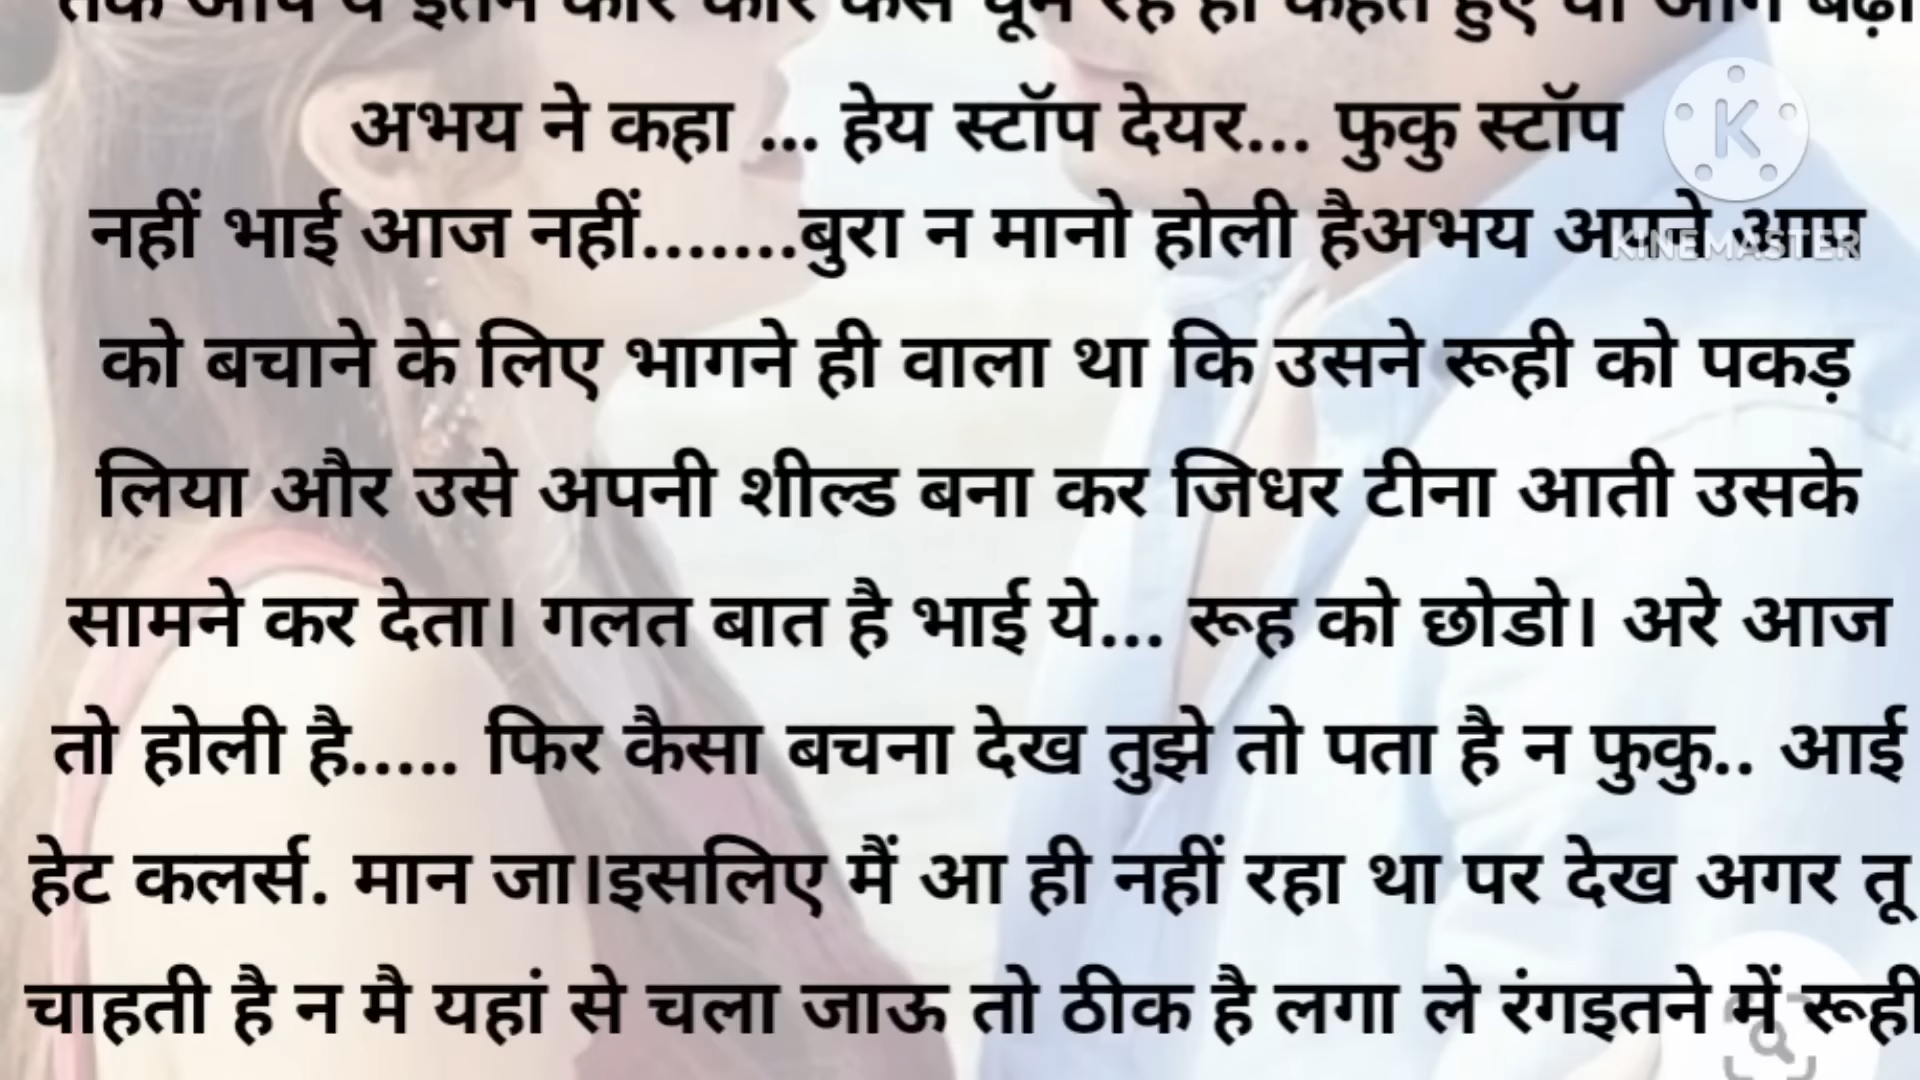 अभय ने कहा ... हेय स्टॉप देयर... फुकु स्टॉप
नहीं भाई आज नहीं.......बुरा न मानो होली हैअभय अपने आप
KINEMASTER
को बचाने के लिए भागने ही वाला था कि उसने रूही को पकड़
लिया और उसे अपनी शील्ड बना कर जिधर टीना आती उसके
सामने कर देता। गलत बात है भाई ये... रूह को छोडो। अरे आज
तो होली है..... फिर कैसा बचना देख तुझे तो पता है न फुकु.. आई
हेट कलर्स. मान जा।इसलिए मैं आ ही नहीं रहा था पर देख अगर तू
चाहती है न मै यहां से चला जाऊ तो ठीक है लगा ले रंगइतने में रूही